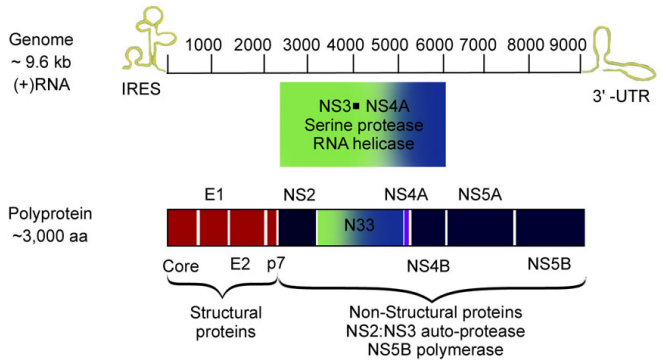 Genome
~ 9.6 kb
(+)RNA
1000 2000 3000 4000 5000 6000 7000 8000 9000
IRES
3' -UTR
NS3▪ NS4A
Serine protease
RNA helicase
Polyprotein
~3,000 aa
E1 NS2 NS4A NS5A
N33
Core E2 p7 NS4B NS5B
Structural
proteins
Non-Structural proteins
NS2:NS3 auto-protease
NS5B polymerase